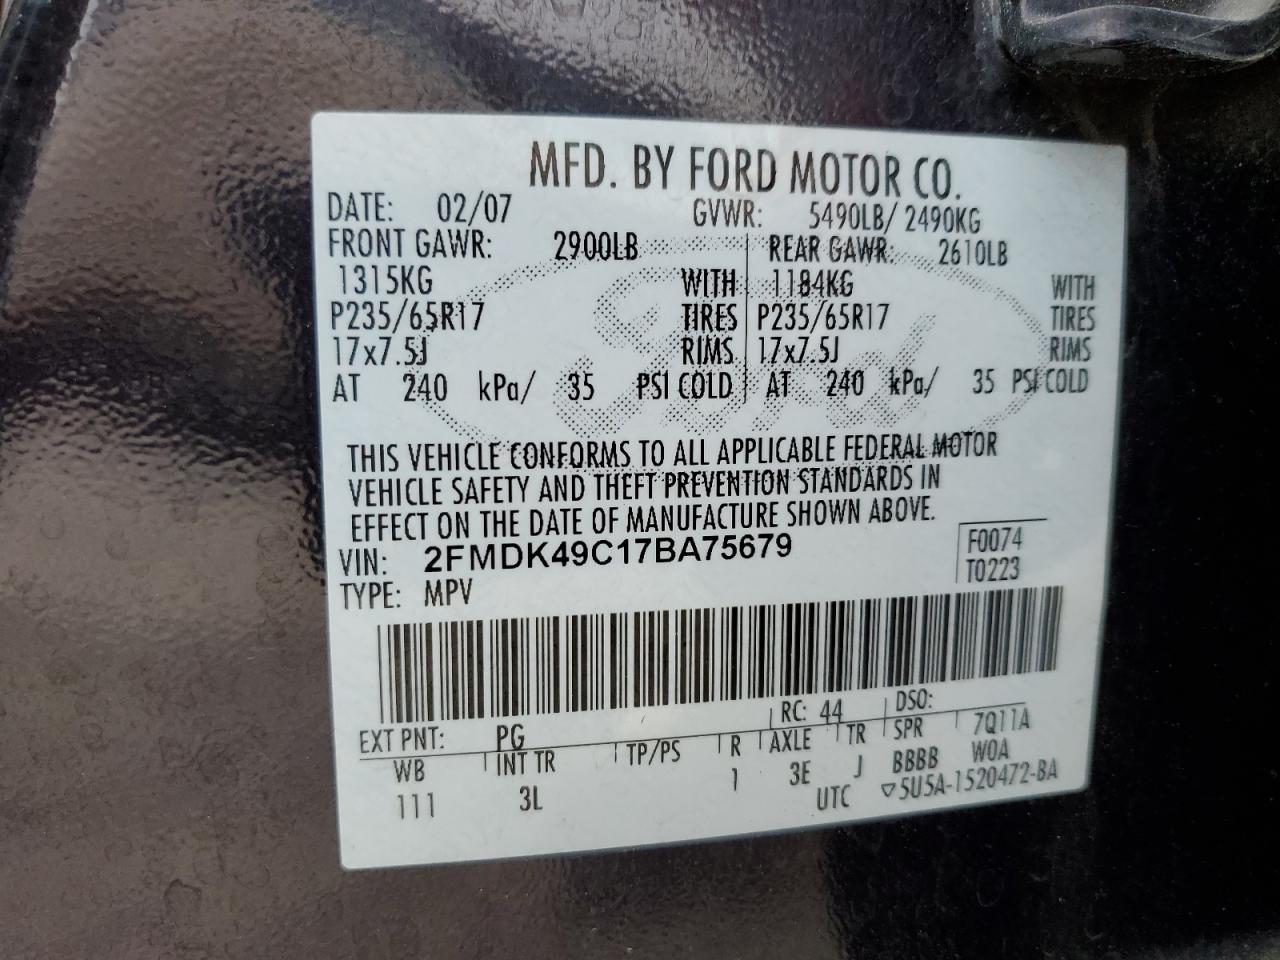 MFD. BY FORD MOTOR CO.
DATE: 02/07 GVWR: 5490LB/ 2490KG
FRONT GAWR: 2900LB REAR GAWR: 2610LB
1315KG WITH 1184KG WITH
P235/65R17 TIRES P235/65R17 TIRES
17x7.5J RIMS 17x7.5J RIMS
AT 240 kPa/ 35 PSI COLD AT 240 kPa/ 35 PSI COLD
THIS VEHICLE CONFORMS TO ALL APPLICABLE FEDERAL MOTOR
VEHICLE SAFETY AND THEFT PREVENTION STANDARDS IN
EFFECT ON THE DATE OF MANUFACTURE SHOWN ABOVE.
VIN: 2FMDK49C17BA75679 F0074
TYPE: MPV T0223
EXT PNT: PG RC: 44 DSO:
WB INT TR TP/PS R AXLE TR SPR 7Q11A
111 3L 1 3E J BBBB W0A
UTC ▽5U5A-1520472-BA
Ford